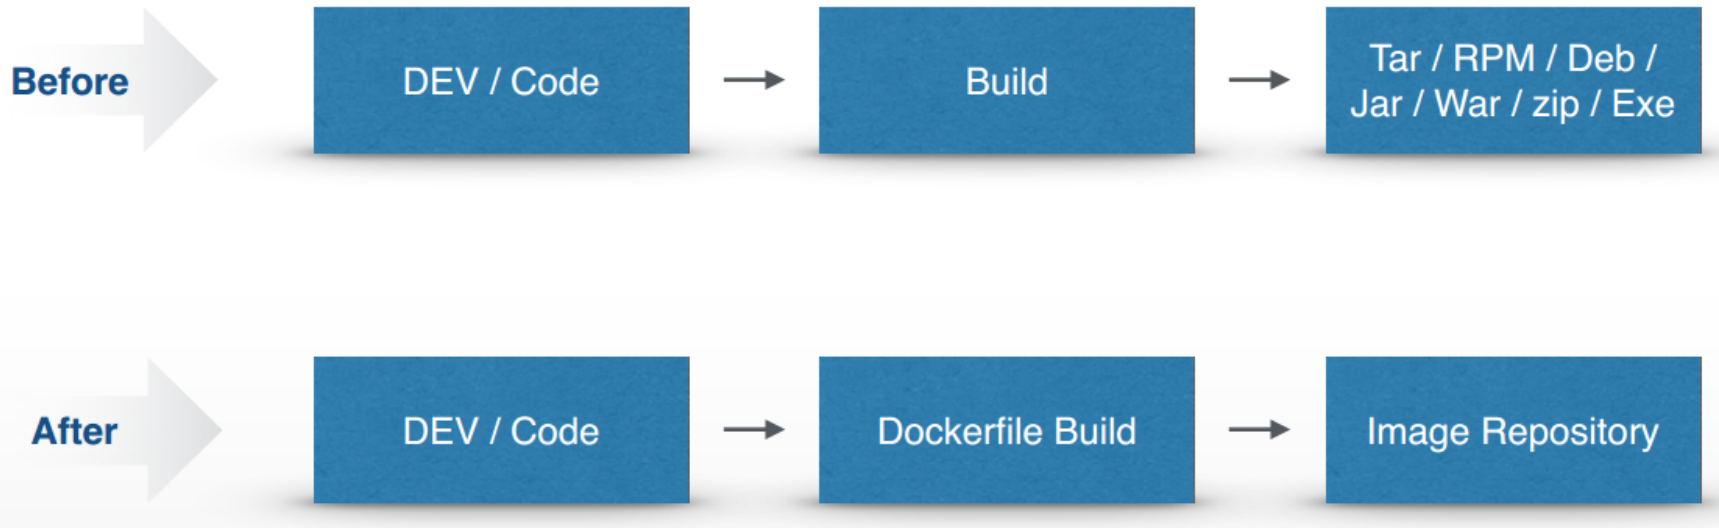 Before
DEV / Code
Build
Tar / RPM / Deb /
Jar / War / zip / Exe
After
DEV / Code
Dockerfile Build
Image Repository